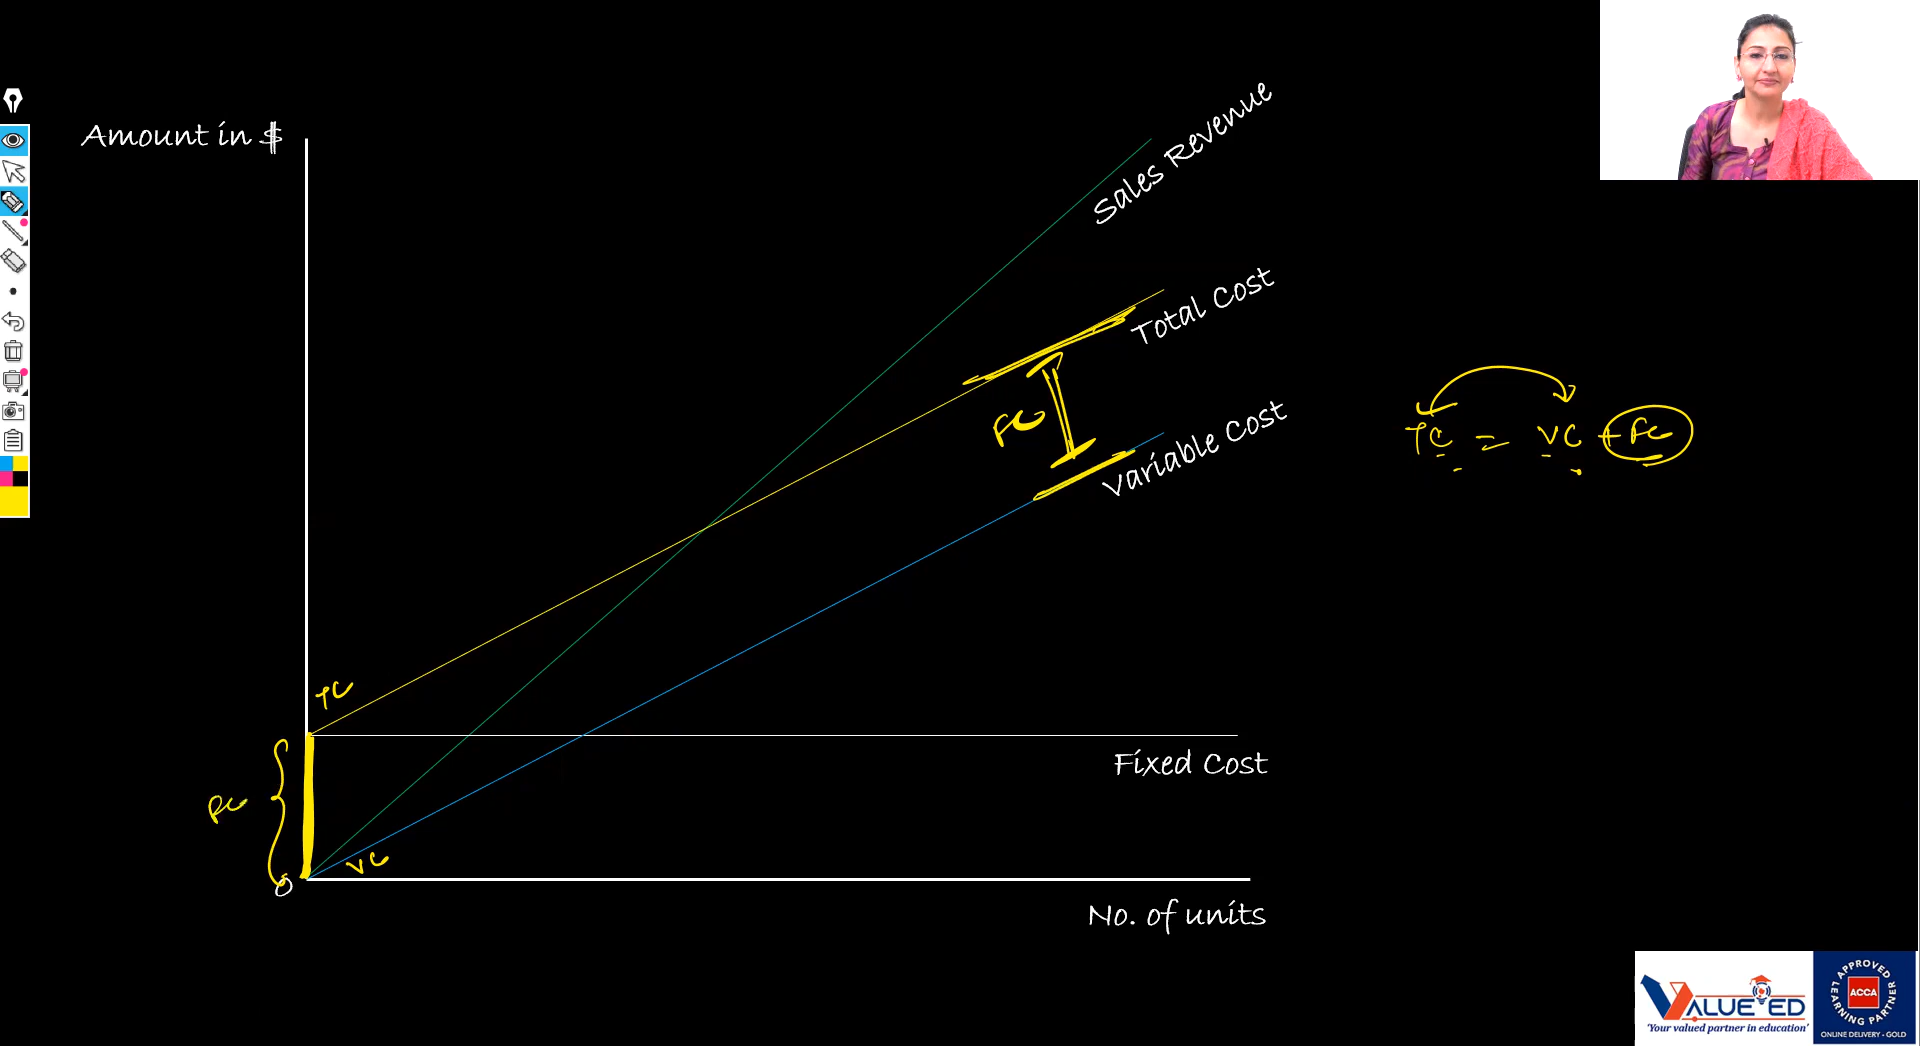 Amount in $
Sales Revenue
Total Cost
FC
Variable Cost
TC = VC + FC
TC
Fixed Cost
FC
VC
O
No. of units
VALUE ED
'Your valued partner in education'
APPROVED
LEARNING PARTNER
ACCA
ONLINE DELIVERY - GOLD